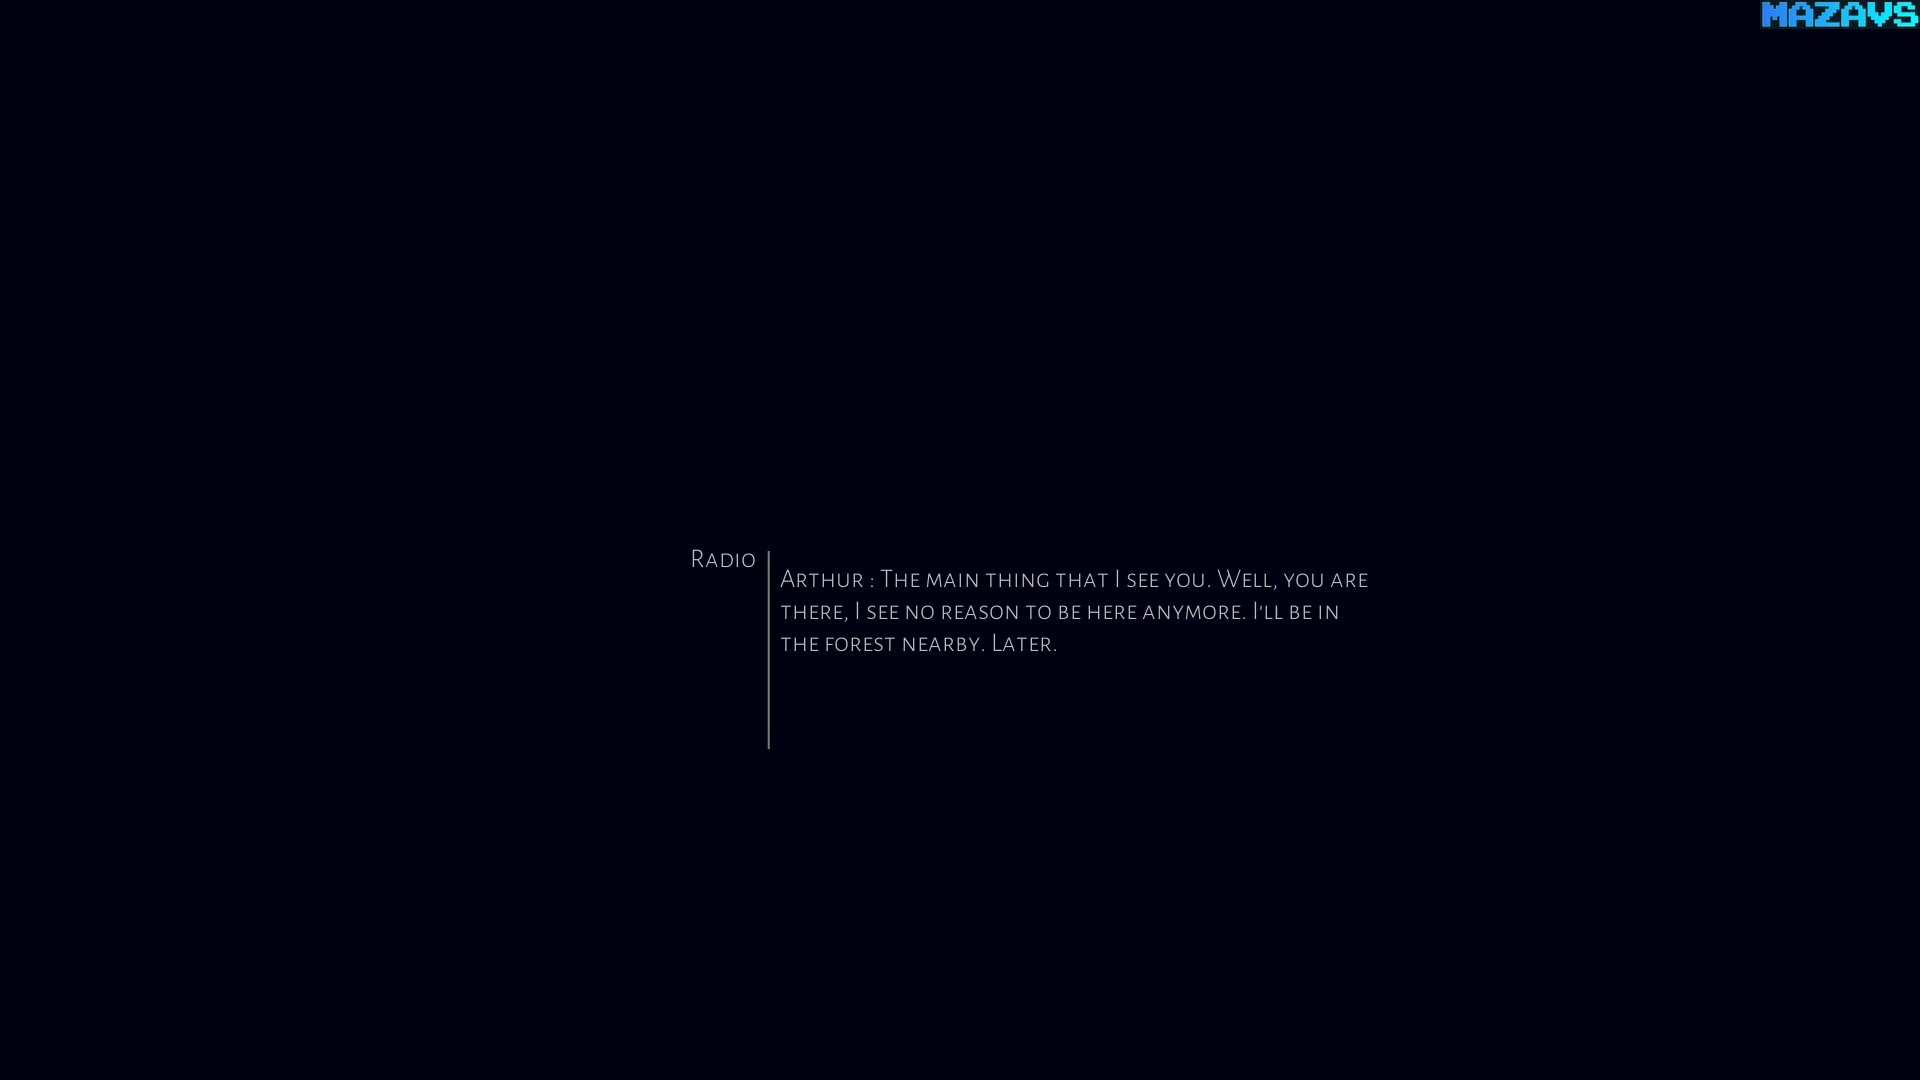 MAZAVS
Radio
Arthur : The main thing that I see you. Well, you are
there, I see no reason to be here anymore. I'll be in
the forest nearby. Later.